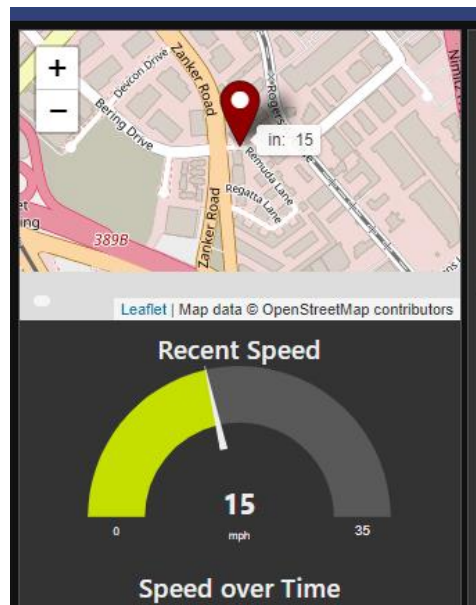 +
−
Devcon Drive
Zanker Road
Bering Drive
in: 15
Remuda Lane
Regatta Lane
389B
Zanker Road
ing
Leaflet | Map data © OpenStreetMap contributors
Recent Speed
15
0
mph
35
Speed over Time